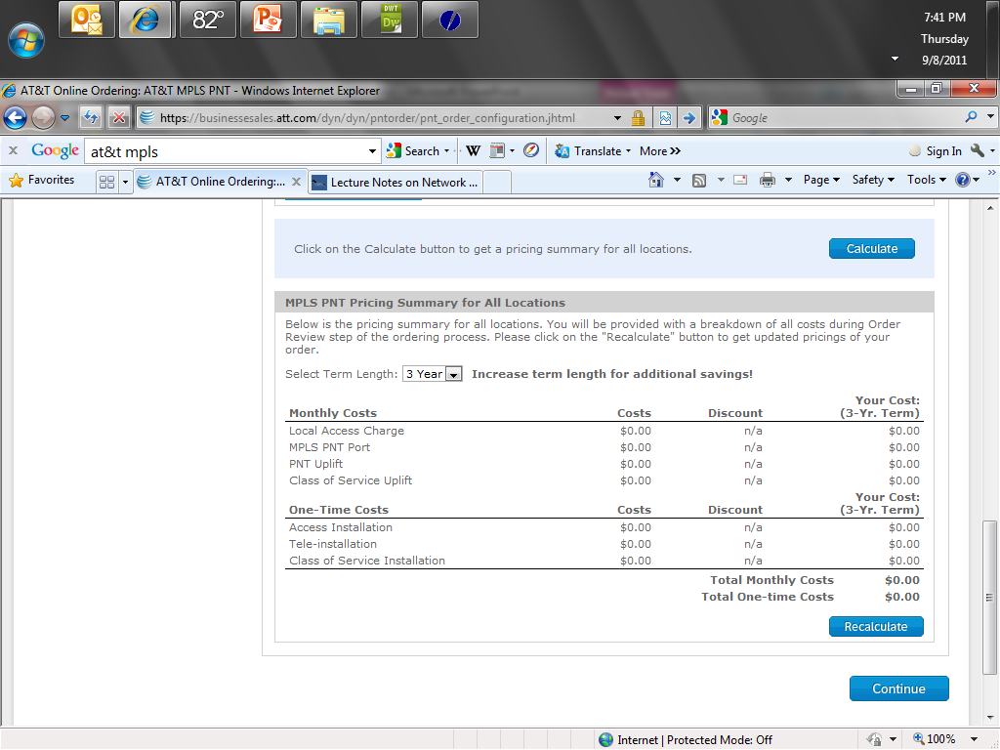 82°
DWT
Dw
7:41 PM
Thursday
9/8/2011
AT&T Online Ordering: AT&T MPLS PNT - Windows Internet Explorer
https://businessesales.att.com/dyn/dyn/pntorder/pnt_order_configuration.jhtml
Google
X Google at&t mpls Search W Translate More >> Sign In
Favorites AT&T Online Ordering:... Lecture Notes on Network ... Page Safety Tools
Click on the Calculate button to get a pricing summary for all locations. Calculate
MPLS PNT Pricing Summary for All Locations
Below is the pricing summary for all locations. You will be provided with a breakdown of all costs during Order
Review step of the ordering process. Please click on the "Recalculate" button to get updated pricings of your
order.
Select Term Length: 3 Year Increase term length for additional savings!
Your Cost:
Monthly Costs Costs Discount (3-Yr. Term)
Local Access Charge $0.00 n/a $0.00
MPLS PNT Port $0.00 n/a $0.00
PNT Uplift $0.00 n/a $0.00
Class of Service Uplift $0.00 n/a $0.00
Your Cost:
One-Time Costs Costs Discount (3-Yr. Term)
Access Installation $0.00 n/a $0.00
Tele-installation $0.00 n/a $0.00
Class of Service Installation $0.00 n/a $0.00
Total Monthly Costs $0.00
Total One-time Costs $0.00
Recalculate
Continue
Internet | Protected Mode: Off 100%